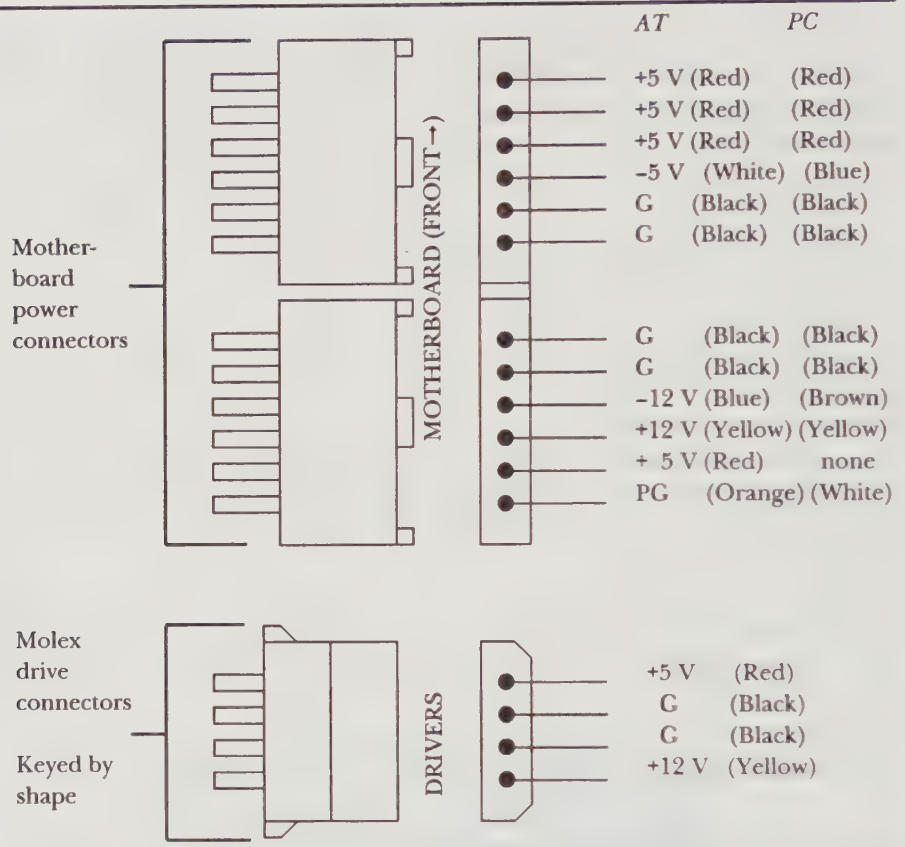 AT PC
+5 V (Red) (Red)
+5 V (Red) (Red)
+5 V (Red) (Red)
–5 V (White) (Blue)
G (Black) (Black)
G (Black) (Black)
Mother-
board
power
connectors
MOTHERBOARD (FRONT→)
G (Black) (Black)
G (Black) (Black)
–12 V (Blue) (Brown)
+12 V (Yellow) (Yellow)
+ 5 V (Red) none
PG (Orange) (White)
Molex
drive
connectors
Keyed by
shape
DRIVERS
+5 V (Red)
G (Black)
G (Black)
+12 V (Yellow)